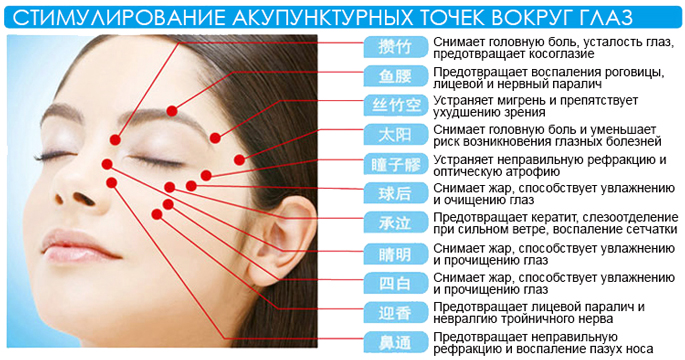 СТИМУЛИРОВАНИЕ АКУПУНКТУРНЫХ ТОЧЕК ВОКРУГ ГЛАЗ
攒竹
Снимает головную боль, усталость глаз,
предотвращает косоглазие
鱼腰
Предотвращает воспаления роговицы,
лицевой и нервный паралич
丝竹空
Устраняет мигрень и препятствует
ухудшению зрения
太阳
Снимает головную боль и уменьшает
риск возникновения глазных болезней
瞳子髎
Устраняет неправильную рефракцию и
оптическую атрофию
球后
Снимает жар, способствует увлажнению
и очищению глаз
承泣
Предотвращает кератит, слезоотделение
при сильном ветре, воспаление сетчатки
睛明
Снимает жар, способствует увлажнению
и прочищению глаз
四白
Снимает жар, способствует увлажнению
и прочищению глаз
迎香
Предотвращает лицевой паралич и
невралгию тройничного нерва
鼻通
Предотвращает неправильную
рефракцию и воспаление пазух носа